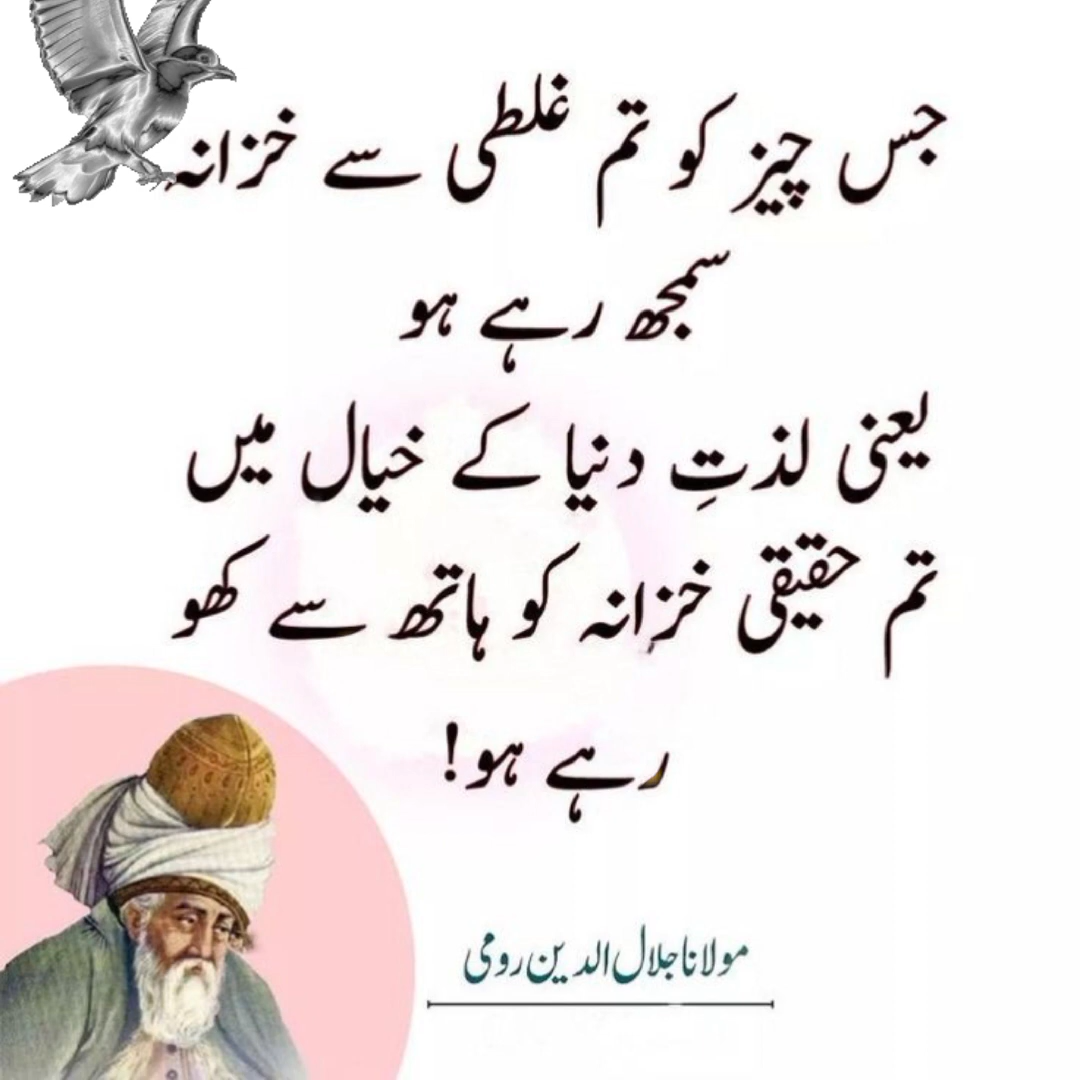 جس چیز کو تم غلطی سے خزانہ
سمجھ رہے ہو
یعنی لذتِ دنیا کے خیال میں
تم حقیقی خزانہ کو ہاتھ سے کھو
رہے ہو!
مولانا جلال الدین رومی